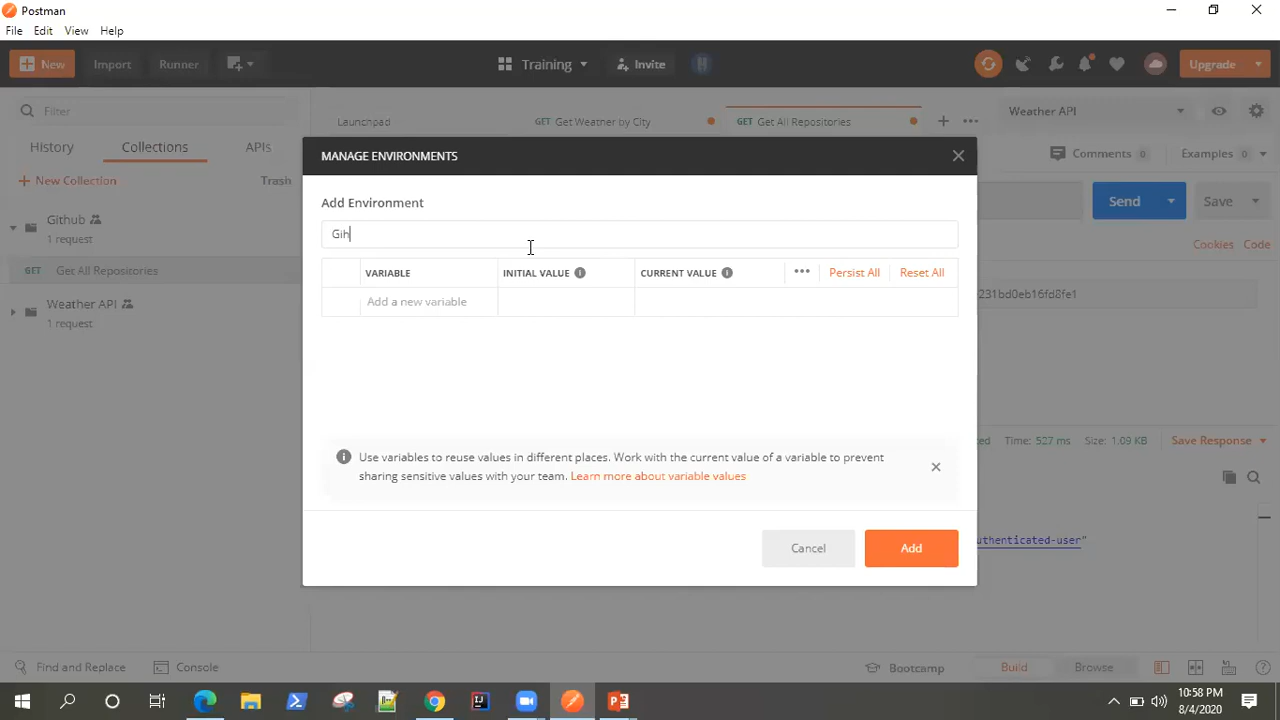 Postman
File Edit View Help
New Import Runner Training Invite Upgrade
Filter
Launchpad GET Get Weather by City GET Get All Repositories Weather API
History Collections APIs
Comments 0 Examples 0
New Collection Trash
MANAGE ENVIRONMENTS
Add Environment
Gih
Github
1 request
Send Save
Cookies Code
GET Get All Repositories
VARIABLE INITIAL VALUE CURRENT VALUE Persist All Reset All
Add a new variable
231bd0eb16fd8fe1
Weather API
1 request
Time: 527 ms Size: 1.09 KB Save Response
Use variables to reuse values in different places. Work with the current value of a variable to prevent
sharing sensitive values with your team. Learn more about variable values
Cancel Add
uthenticated-user"
Find and Replace Console Bootcamp Build Browse
10:58 PM
8/4/2020